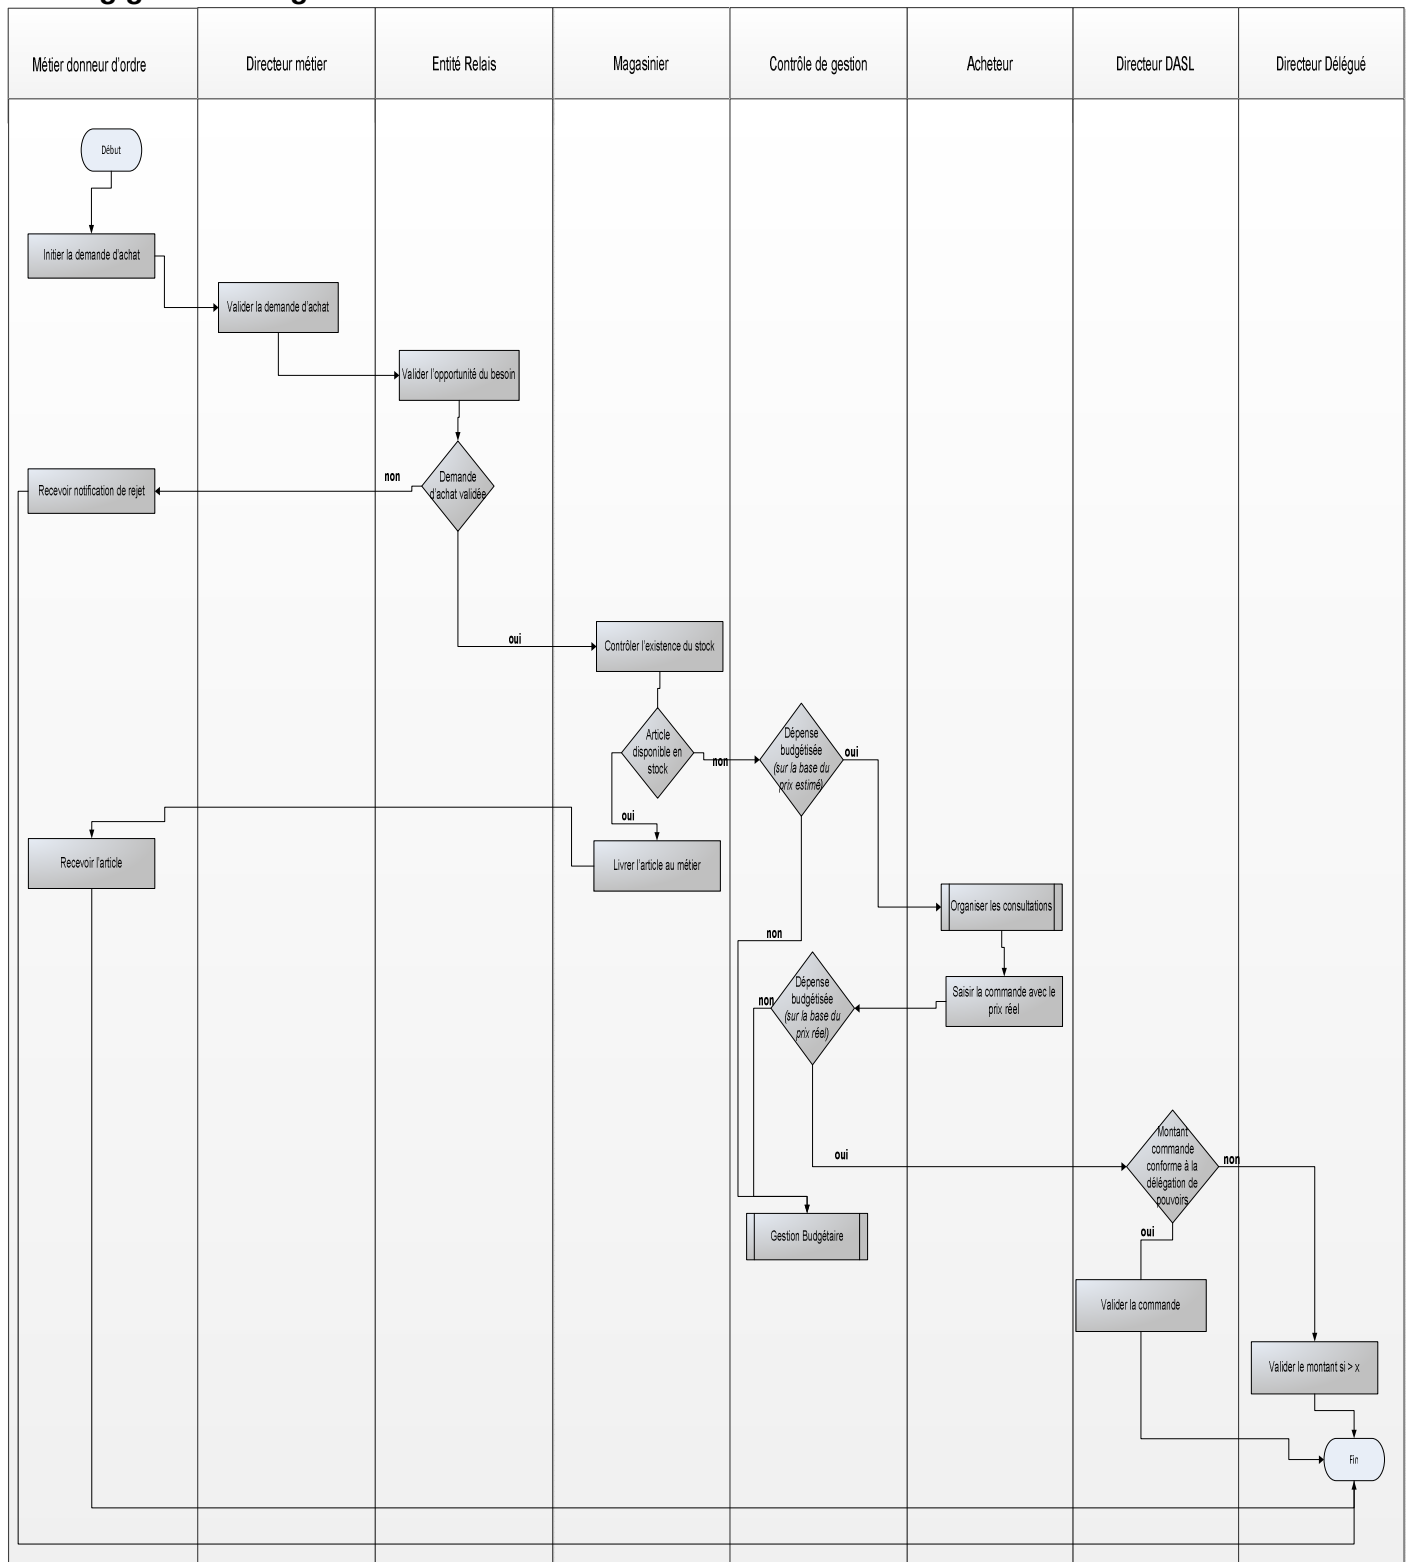 Métier donneur d'ordre
Directeur métier
Entité Relais
Magasinier
Contrôle de gestion
Acheteur
Directeur DASL
Directeur Délégué
Début
Initier la demande d'achat
Valider la demande d'achat
Valider l'opportunité du besoin
non
Demande
d'achat validée
Recevoir notification de rejet
oui
Contrôler l'existence du stock
Article
disponible en
stock
non
Dépense
budgétisée
(sur la base du
prix estimé)
oui
oui
Recevoir l'article
Livrer l'article au métier
Organiser les consultations
non
Dépense
budgétisée
(sur la base du
prix réel)
non
Saisir la commande avec le
prix réel
oui
Montant
commande
conforme à la
délégation de
pouvoirs
non
oui
Gestion Budgétaire
Valider la commande
Valider le montant si > x
Fin